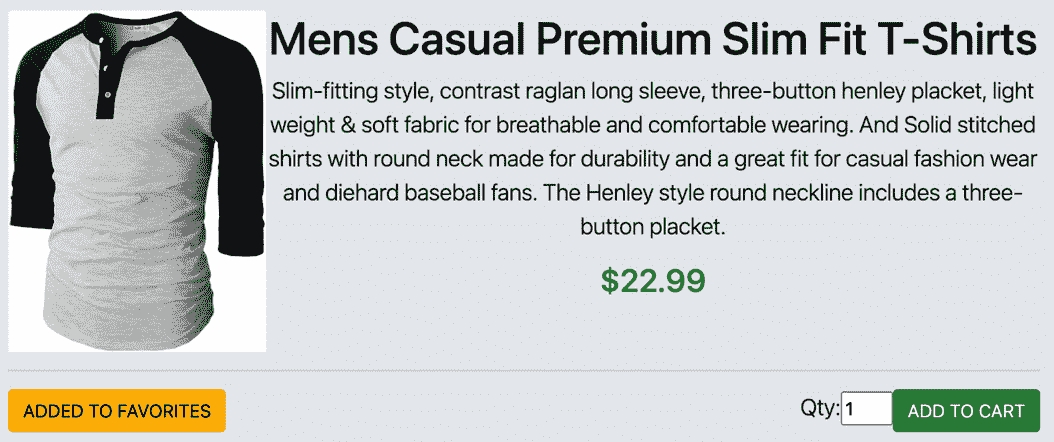 Mens Casual Premium Slim Fit T-Shirts
Slim-fitting style, contrast raglan long sleeve, three-button henley placket, light
weight & soft fabric for breathable and comfortable wearing. And Solid stitched
shirts with round neck made for durability and a great fit for casual fashion wear
and diehard baseball fans. The Henley style round neckline includes a three-
button placket.
$22.99
ADDED TO FAVORITES
Qty: 1 ADD TO CART